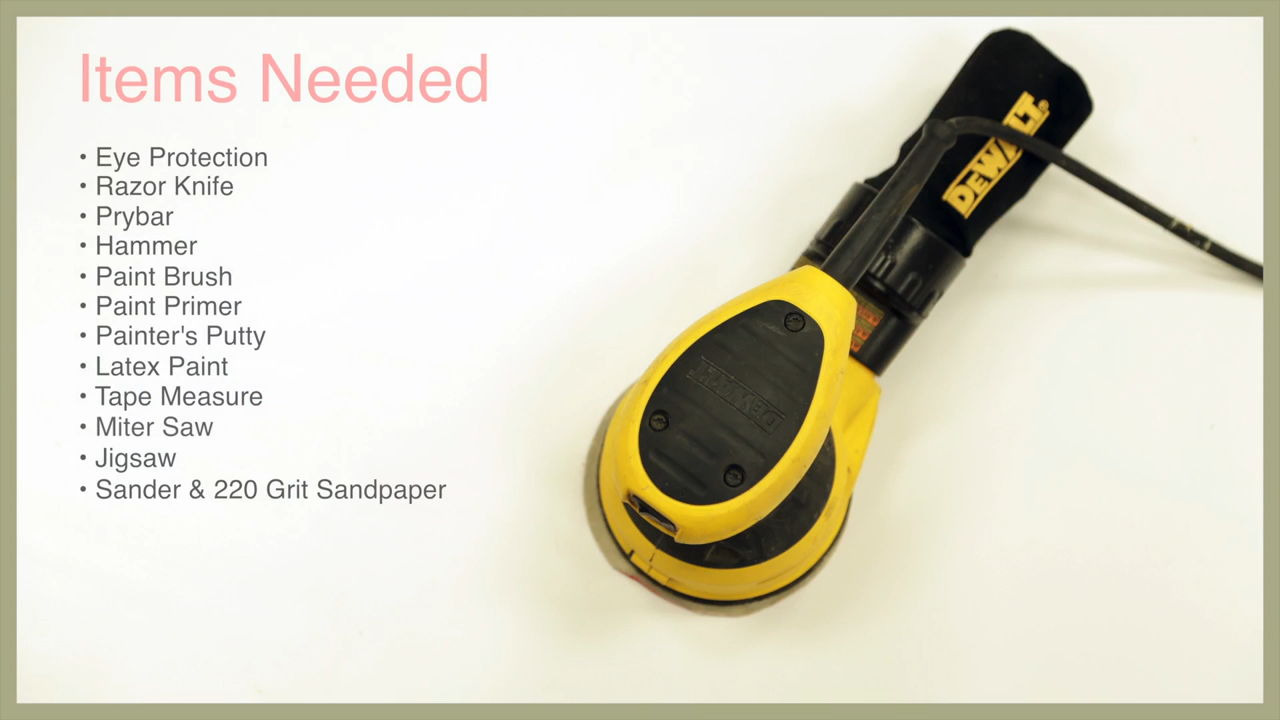 Items Needed
• Eye Protection
• Razor Knife
• Prybar
• Hammer
• Paint Brush
• Paint Primer
• Painter's Putty
• Latex Paint
• Tape Measure
• Miter Saw
• Jigsaw
• Sander & 220 Grit Sandpaper
DEWALT®
DEWALT